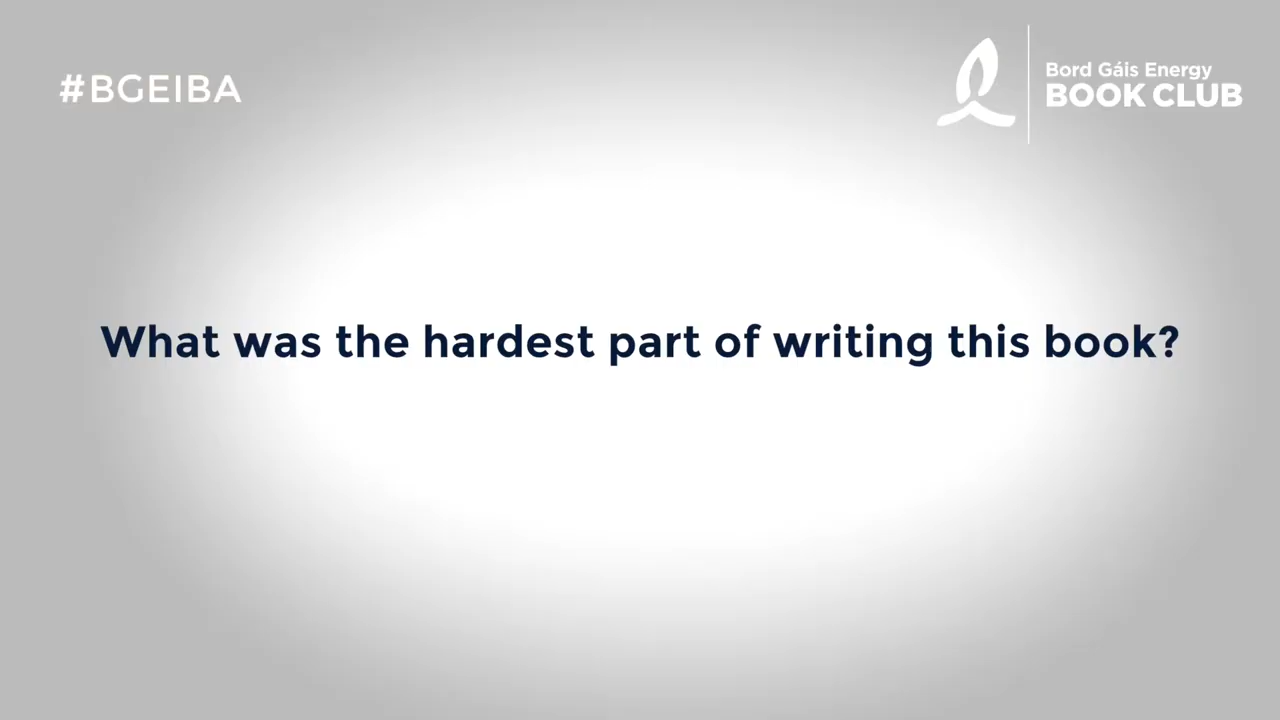 #BGEIBA
Bord Gáis Energy
BOOK CLUB
What was the hardest part of writing this book?